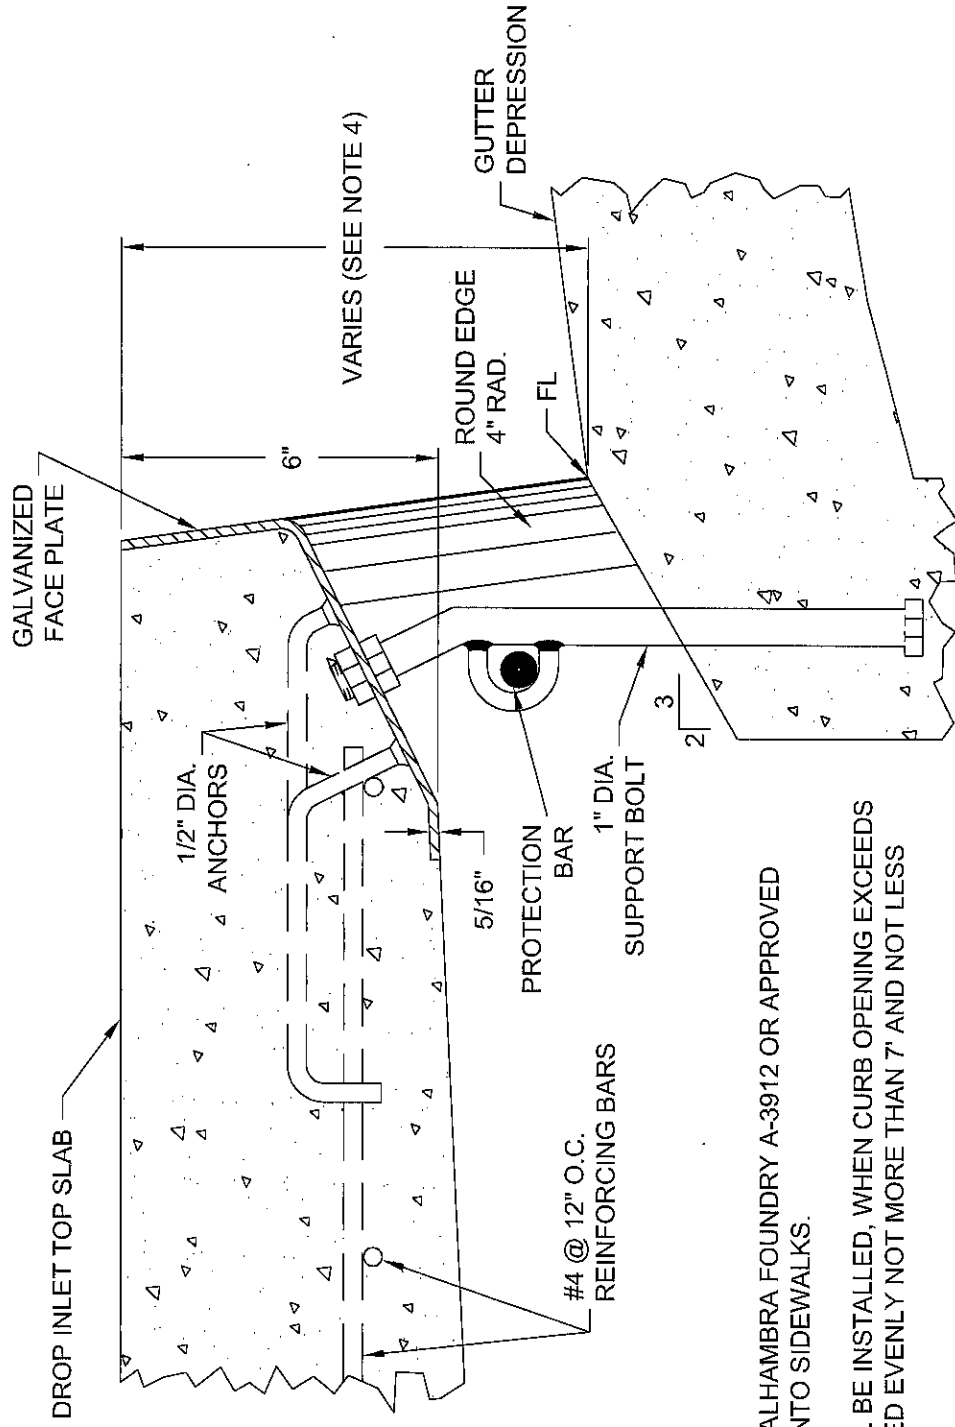 GALVANIZED
FACE PLATE
DROP INLET TOP SLAB
1/2" DIA.
ANCHORS
6"
VARIES (SEE NOTE 4)
ROUND EDGE
4" RAD.
FL
GUTTER
DEPRESSION
5/16"
PROTECTION
BAR
1" DIA.
SUPPORT BOLT
3
2
#4 @ 12" O.C.
REINFORCING BARS
ALHAMBRA FOUNDRY A-3912 OR APPROVED
NTO SIDEWALKS.
BE INSTALLED, WHEN CURB OPENING EXCEEDS
ED EVENLY NOT MORE THAN 7' AND NOT LESS